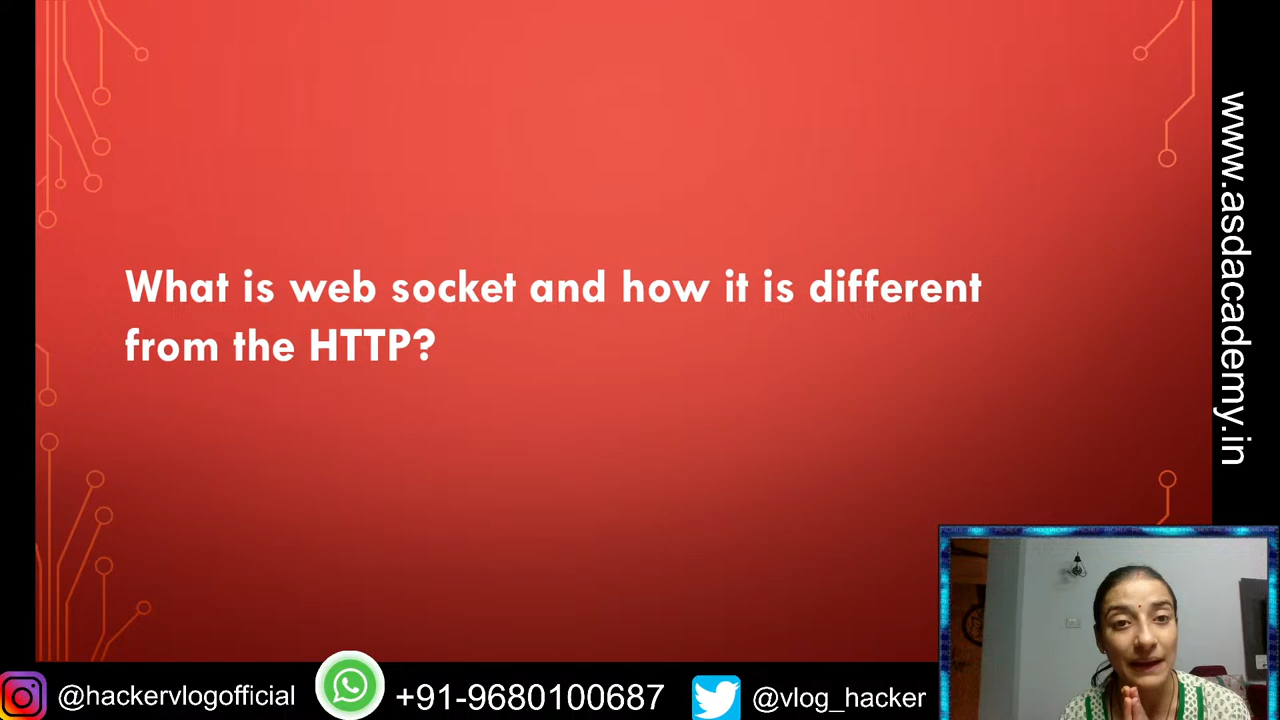 What is web socket and how it is different
from the HTTP?
www.asdacademy.in
@hackervlogofficial
+91-9680100687
@vlog_hacker